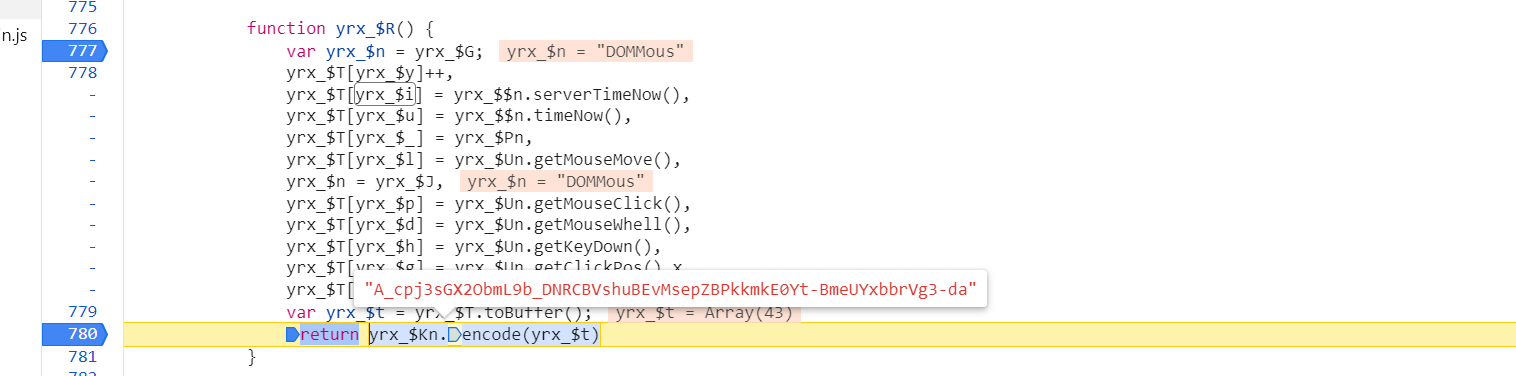 775
776 function yrx_$R() {
n.js
777 var yrx_$n = yrx_$G; yrx_$n = "DOMMous"
778 yrx_$T[yrx_$y]++,
- yrx_$T[yrx_$i] = yrx_$$n.serverTimeNow(),
- yrx_$T[yrx_$u] = yrx_$$n.timeNow(),
- yrx_$T[yrx_$_] = yrx_$Pn,
- yrx_$T[yrx_$l] = yrx_$Un.getMouseMove(),
- yrx_$n = yrx_$J, yrx_$n = "DOMMous"
- yrx_$T[yrx_$p] = yrx_$Un.getMouseClick(),
- yrx_$T[yrx_$d] = yrx_$Un.getMouseWhell(),
- yrx_$T[yrx_$h] = yrx_$Un.getKeyDown(),
- yrx_$T[yrx_$g] = yrx_$Un.getClickPos().x
"A_cpj3sGX2ObmL9b_DNRCBVshuBEvMsepZBPkkmkE0Yt-BmeUYxbbrVg3-da"
- yrx_$T[
779 var yrx_$t = yrx_$T.toBuffer(); yrx_$t = Array(43)
780 return yrx_$Kn.encode(yrx_$t)
781 }
782